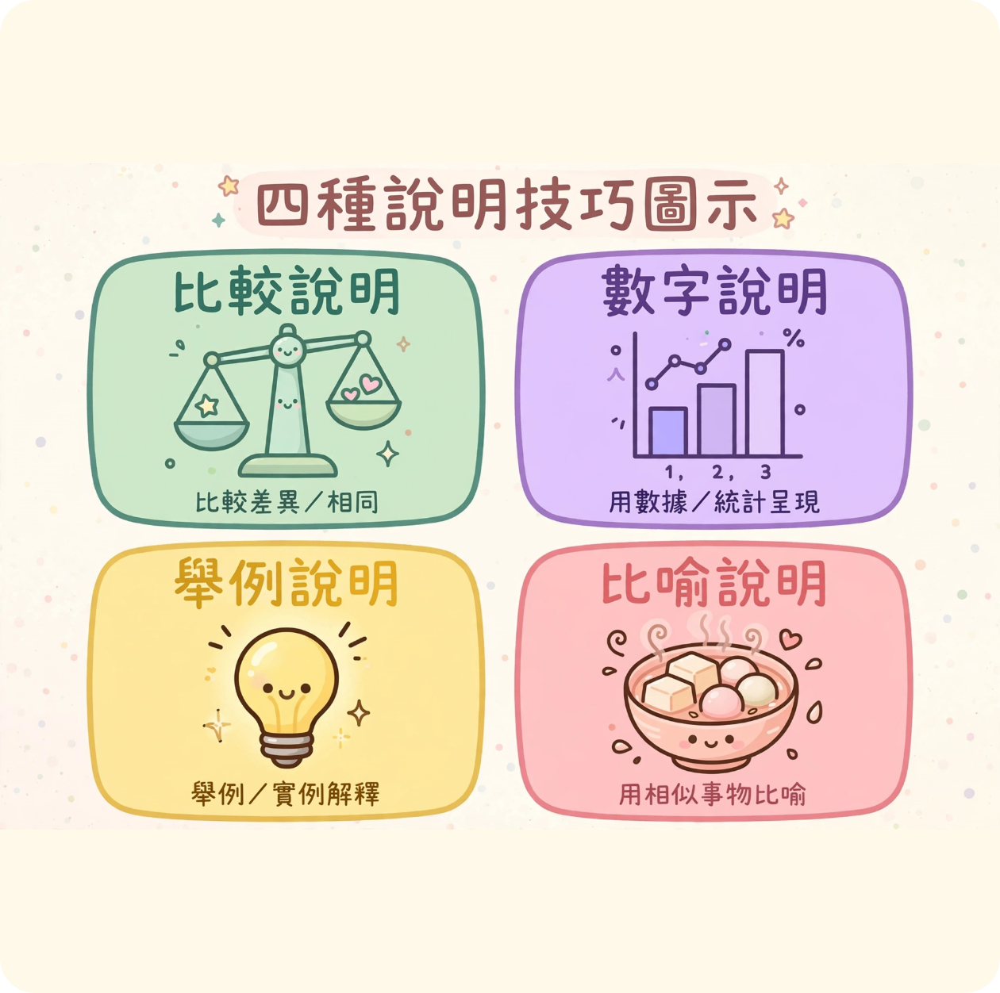 四種說明技巧圖示
比較說明
比較差異／相同
數字說明
%
1, 2, 3
用數據／統計呈現
舉例說明
舉例／實例解釋
比喻說明
用相似事物比喻